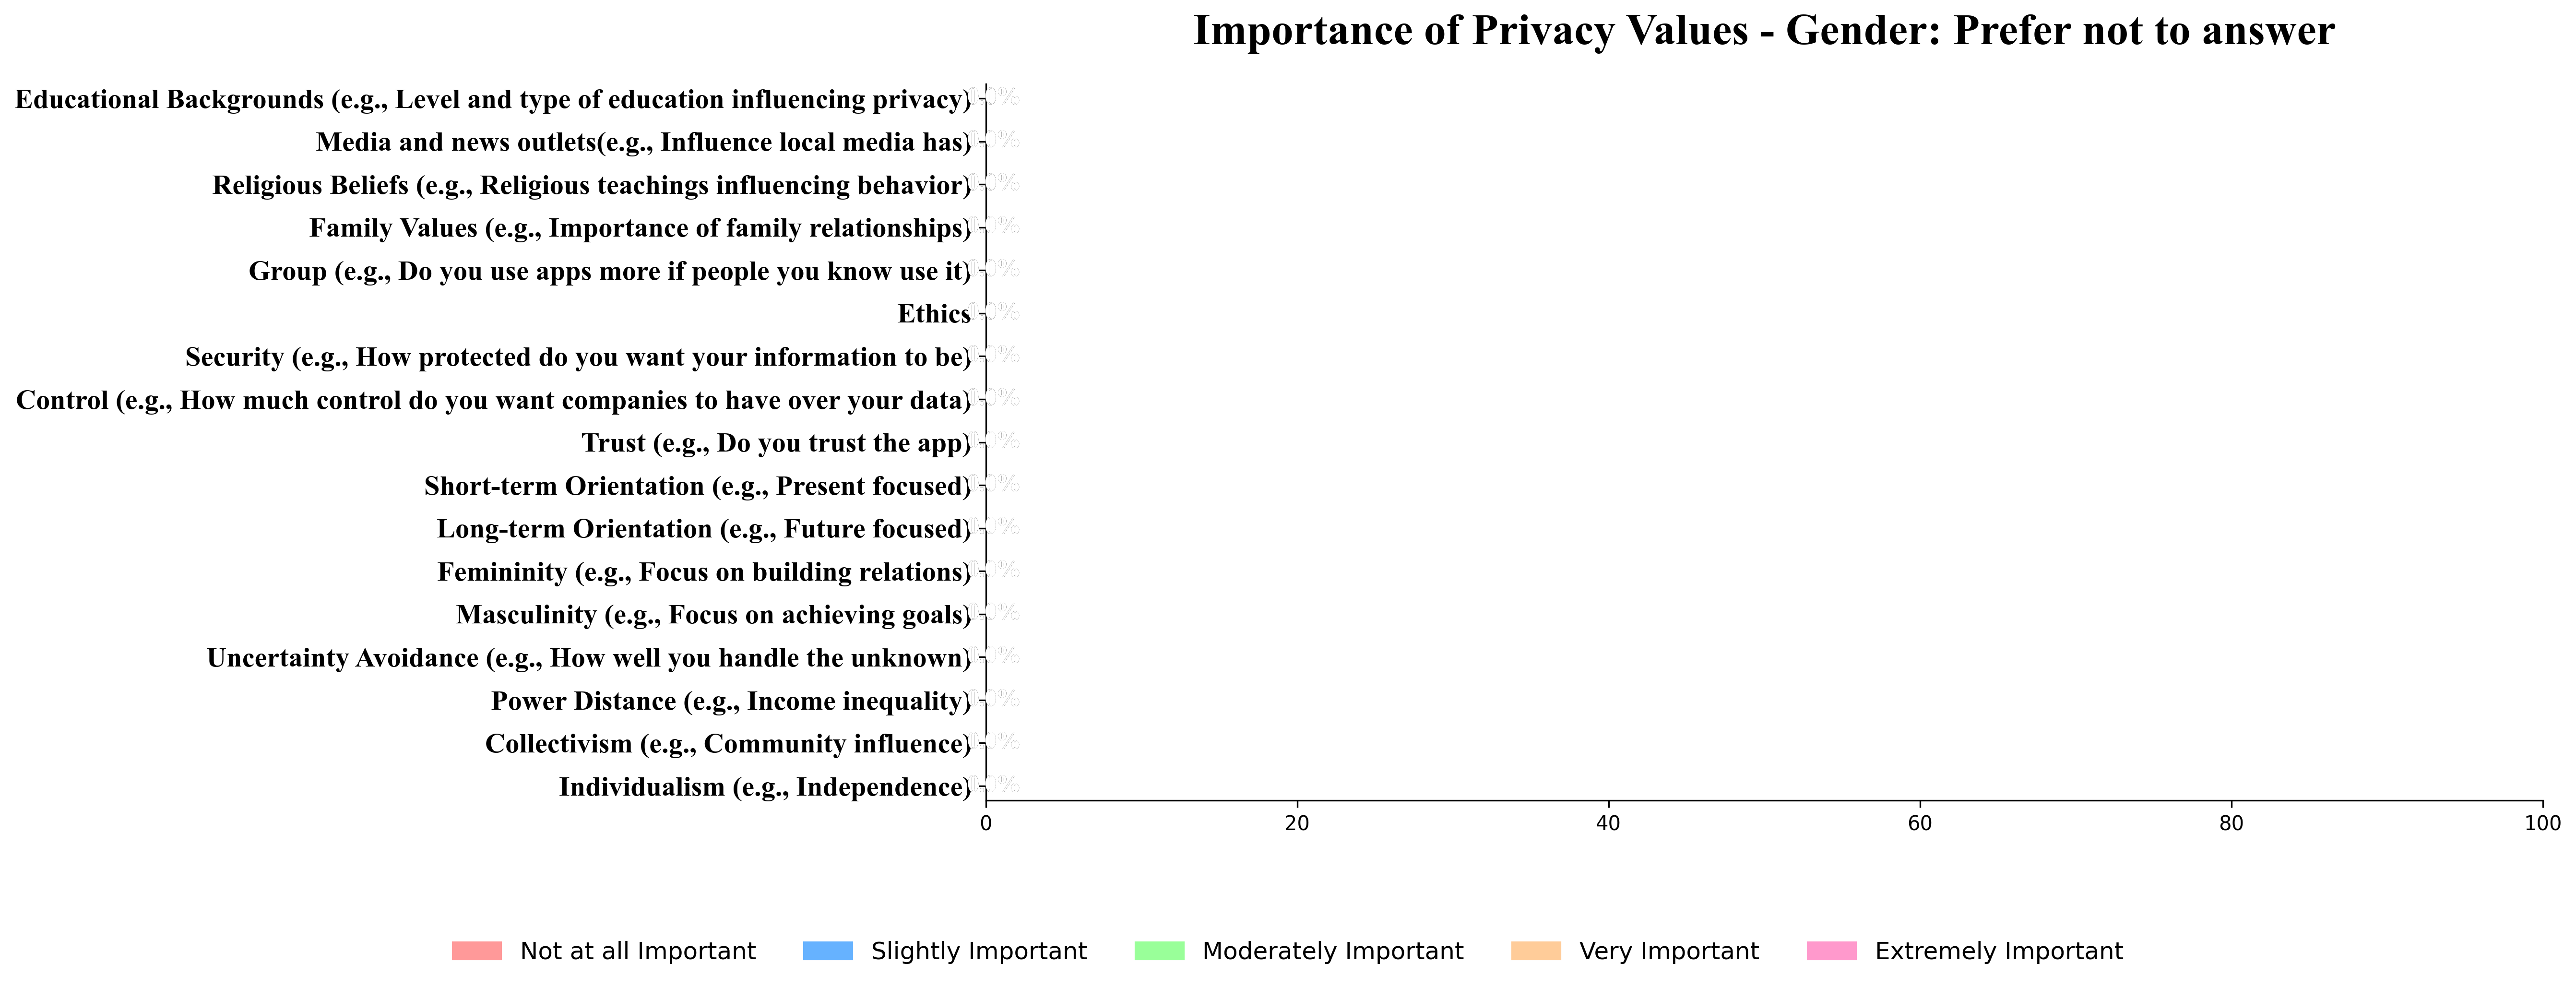 Importance of Privacy Values - Gender: Prefer not to answer
Educational Backgrounds (e.g., Level and type of education influencing privacy)
Media and news outlets(e.g., Influence local media has)
Religious Beliefs (e.g., Religious teachings influencing behavior)
Family Values (e.g., Importance of family relationships)
Group (e.g., Do you use apps more if people you know use it)
Ethics
Security (e.g., How protected do you want your information to be)
Control (e.g., How much control do you want companies to have over your data)
Trust (e.g., Do you trust the app)
Short-term Orientation (e.g., Present focused)
Long-term Orientation (e.g., Future focused)
Femininity (e.g., Focus on building relations)
Masculinity (e.g., Focus on achieving goals)
Uncertainty Avoidance (e.g., How well you handle the unknown)
Power Distance (e.g., Income inequality)
Collectivism (e.g., Community influence)
Individualism (e.g., Independence)
0 20 40 60 80 100
Not at all Important Slightly Important Moderately Important Very Important Extremely Important